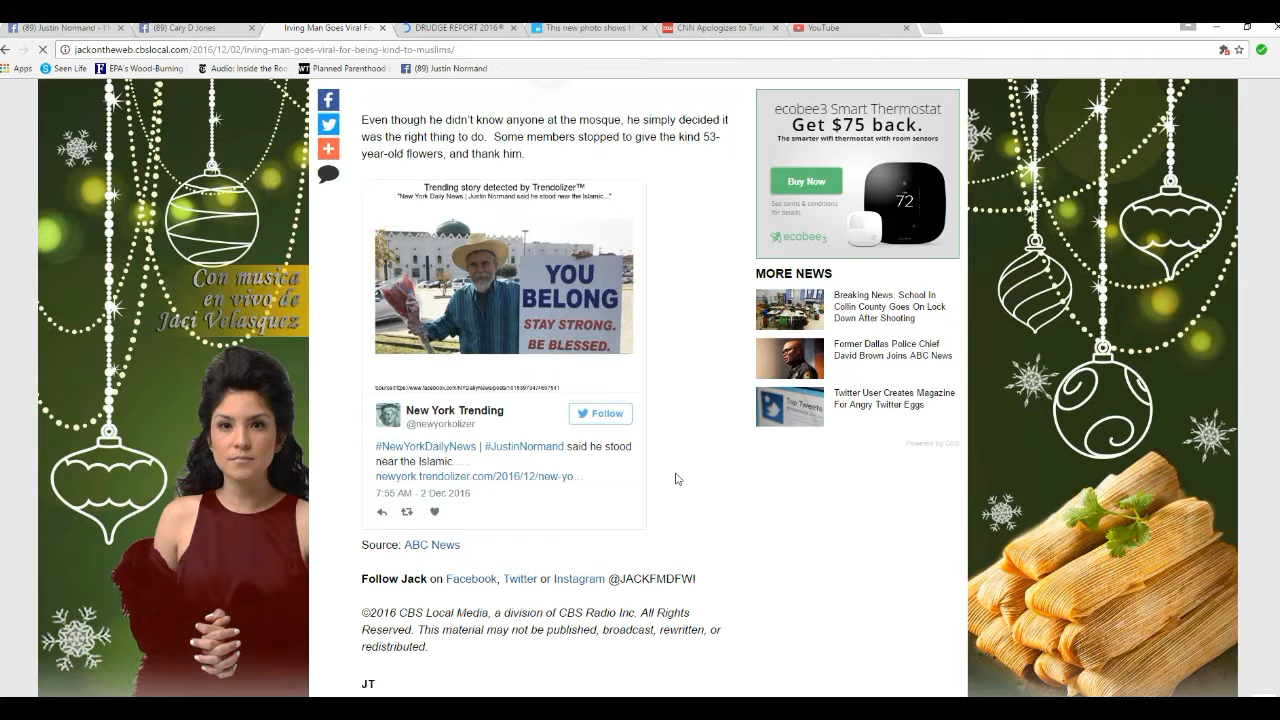 (89) Justin Normand - I'
(89) Cary D Jones
Irving Man Goes Viral Fo
DRUDGE REPORT 2016®
This new photo shows t
CNN Apologizes to Trum
YouTube
jackontheweb.cbslocal.com/2016/12/02/irving-man-goes-viral-for-being-kind-to-muslims/
Apps
Seen Life
EPA's Wood-Burning
Audio: Inside the Roo
Planned Parenthood
(89) Justin Normand
Even though he didn't know anyone at the mosque, he simply decided it
was the right thing to do. Some members stopped to give the kind 53-
year-old flowers, and thank him.
Trending story detected by Trendolizer™
"New York Daily News | Justin Normand said he stood near the Islamic..."
YOU
BELONG
STAY STRONG.
BE BLESSED.
New York Trending
@newyorkolizer
Follow
#NewYorkDailyNews | #JustinNormand said he stood
near the Islamic......
newyork.trendolizer.com/2016/12/new-yo...
7:55 AM - 2 Dec 2016
Source: ABC News
Follow Jack on Facebook, Twitter or Instagram @JACKFMDFW!
©2016 CBS Local Media, a division of CBS Radio Inc. All Rights
Reserved. This material may not be published, broadcast, rewritten, or
redistributed.
JT
ecobee3 Smart Thermostat
Get $75 back.
The smarter wifi thermostat with room sensors
Buy Now
See terms & conditions
for details.
ecobee3
72
MORE NEWS
Breaking News: School In
Collin County Goes On Lock
Down After Shooting
Former Dallas Police Chief
David Brown Joins ABC News
Top Tweets
Twitter User Creates Magazine
For Angry Twitter Eggs
Powered by CBS
Con musica
en vivo de
Jaci Velasquez